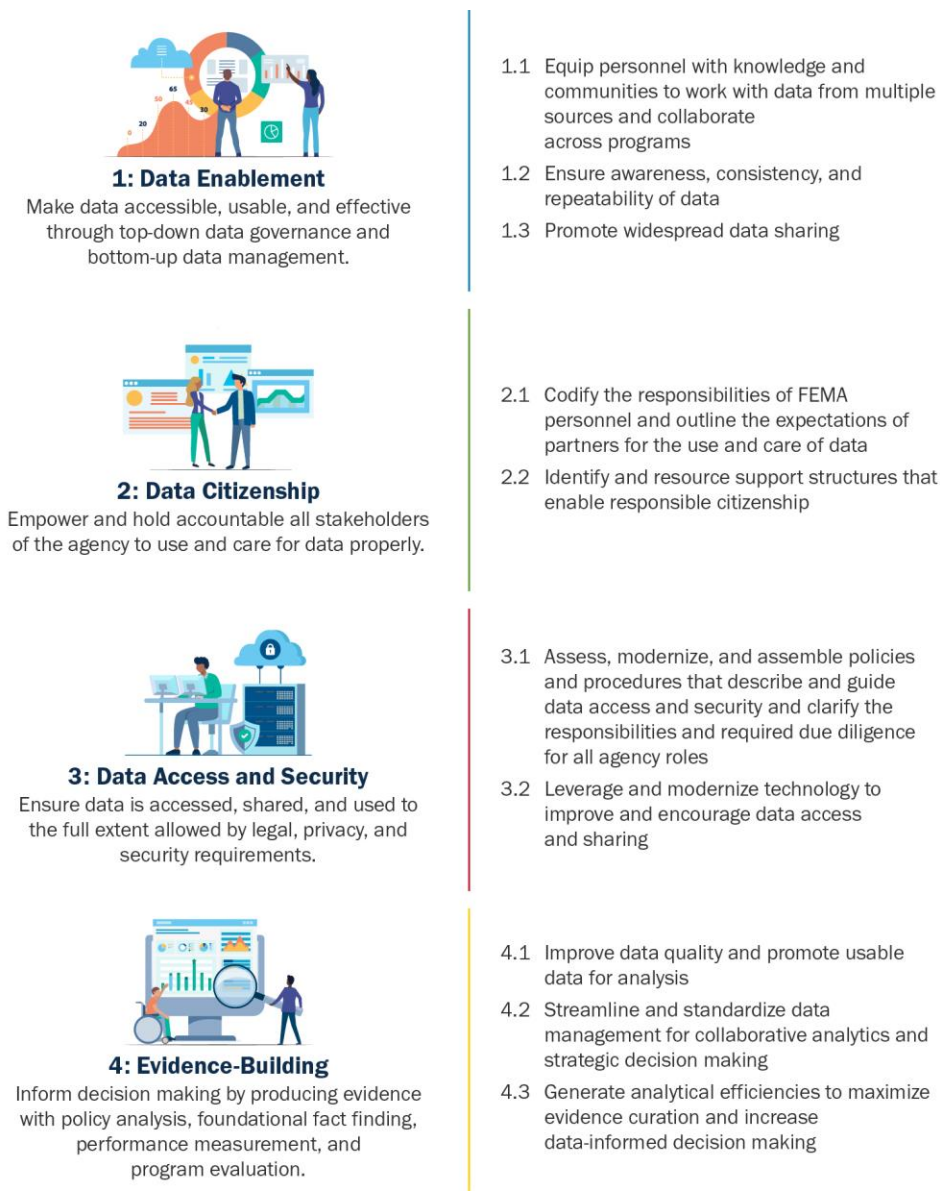 0
20
50
65
45
30
1: Data Enablement
Make data accessible, usable, and effective
through top-down data governance and
bottom-up data management.
1.1 Equip personnel with knowledge and
communities to work with data from multiple
sources and collaborate
across programs
1.2 Ensure awareness, consistency, and
repeatability of data
1.3 Promote widespread data sharing
2: Data Citizenship
Empower and hold accountable all stakeholders
of the agency to use and care for data properly.
2.1 Codify the responsibilities of FEMA
personnel and outline the expectations of
partners for the use and care of data
2.2 Identify and resource support structures that
enable responsible citizenship
3: Data Access and Security
Ensure data is accessed, shared, and used to
the full extent allowed by legal, privacy, and
security requirements.
3.1 Assess, modernize, and assemble policies
and procedures that describe and guide
data access and security and clarify the
responsibilities and required due diligence
for all agency roles
3.2 Leverage and modernize technology to
improve and encourage data access
and sharing
4: Evidence-Building
Inform decision making by producing evidence
with policy analysis, foundational fact finding,
performance measurement, and
program evaluation.
4.1 Improve data quality and promote usable
data for analysis
4.2 Streamline and standardize data
management for collaborative analytics and
strategic decision making
4.3 Generate analytical efficiencies to maximize
evidence curation and increase
data-informed decision making